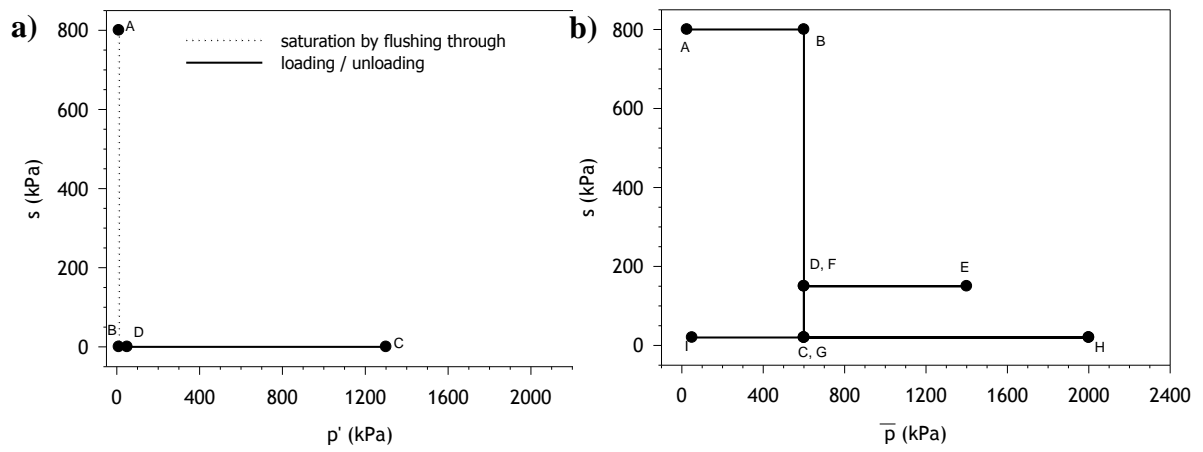 a)
800
600
400
200
0
s (kPa)
A
saturation by flushing through
loading / unloading
B
D
C
0
400
800
1200
1600
2000
p' (kPa)
b)
800
600
400
200
0
s (kPa)
A
B
D, F
E
I
C, G
H
0
400
800
1200
1600
2000
2400
p̅ (kPa)